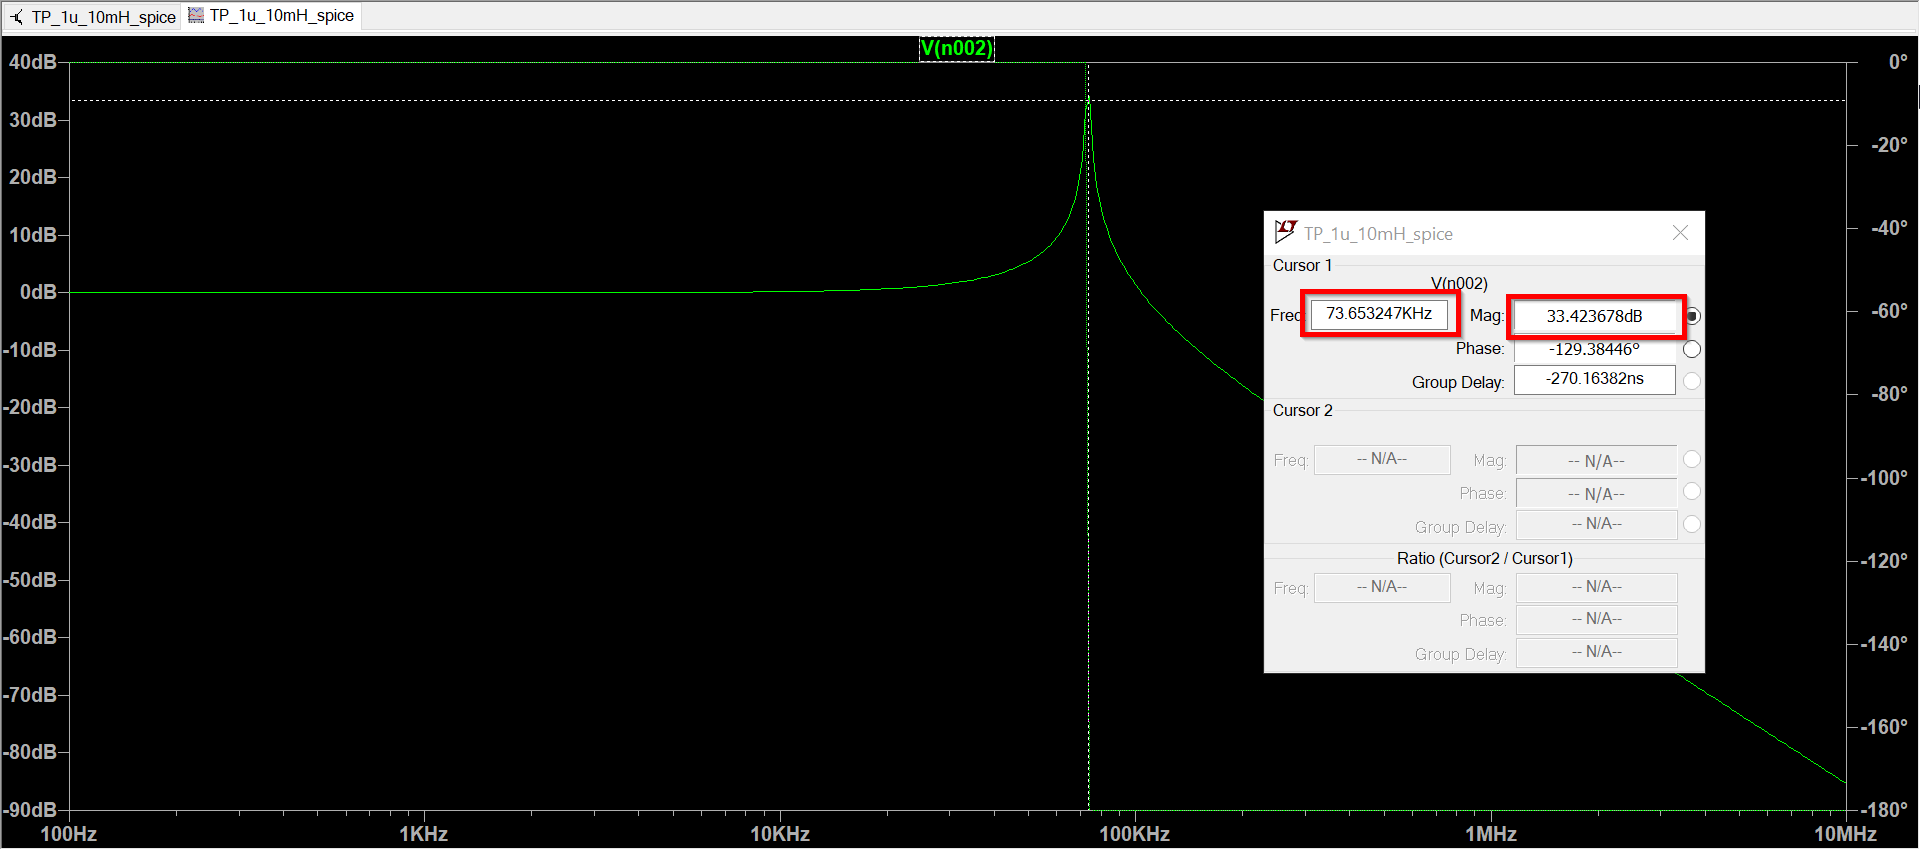 TP_1u_10mH_spice TP_1u_10mH_spice
V(n002)
40dB 0°
30dB
-20°
20dB
10dB
-40°
0dB
-60°
-10dB
-80°
-20dB
-30dB
-100°
-40dB
-50dB
-120°
-60dB
-140°
-70dB
-160°
-80dB
-90dB -180°
100Hz 1KHz 10KHz 100KHz 1MHz 10MHz
TP_1u_10mH_spice
Cursor 1
V(n002)
Freq 73.653247KHz Mag: 33.423678dB
Phase: -129.38446°
Group Delay: -270.16382ns
Cursor 2
Freq: -- N/A-- Mag: -- N/A--
Phase: -- N/A--
Group Delay: -- N/A--
Ratio (Cursor2 / Cursor1)
Freq: -- N/A-- Mag: -- N/A--
Phase: -- N/A--
Group Delay: -- N/A--